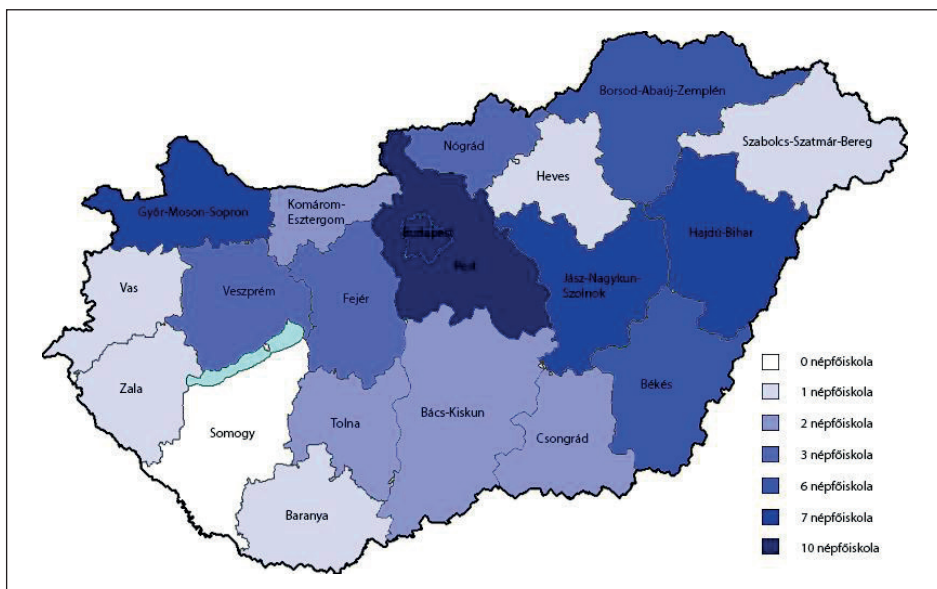 Borsod-Abaúj-Zemplén
Szabolcs-Szatmár-Bereg
Nógrád
Heves
Győr-Moson-Sopron
Komárom-
Esztergom
Budapest
Pest
Hajdú-Bihar
Jász-Nagykun-
Szolnok
Vas
Veszprém
Fejér
Zala
Somogy
Tolna
Bács-Kiskun
Csongrád
Békés
Baranya
0 népfőiskola
1 népfőiskola
2 népfőiskola
3 népfőiskola
6 népfőiskola
7 népfőiskola
10 népfőiskola